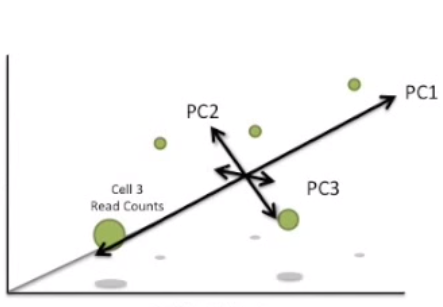 PC1
PC2
Cell 3
Read Counts
PC3